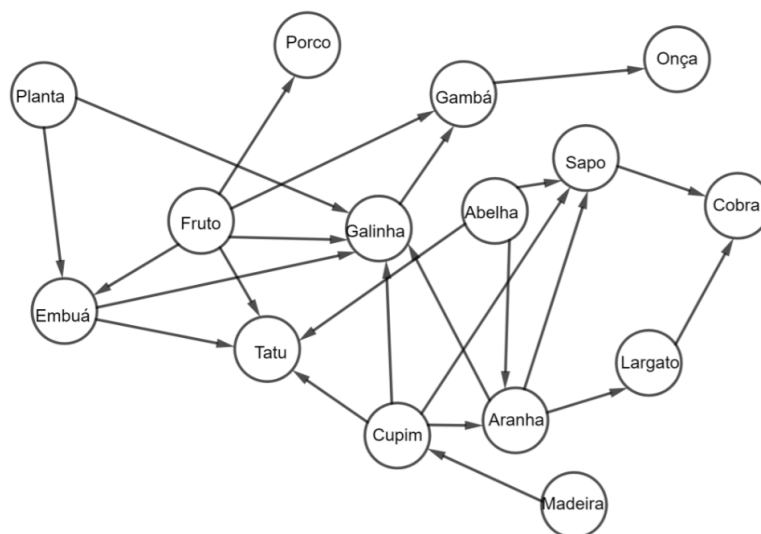 Porco
Onça
Planta
Gambá
Sapo
Cobra
Fruto
Galinha
Abelha
Embuá
Tatu
Largato
Cupim
Aranha
Madeira